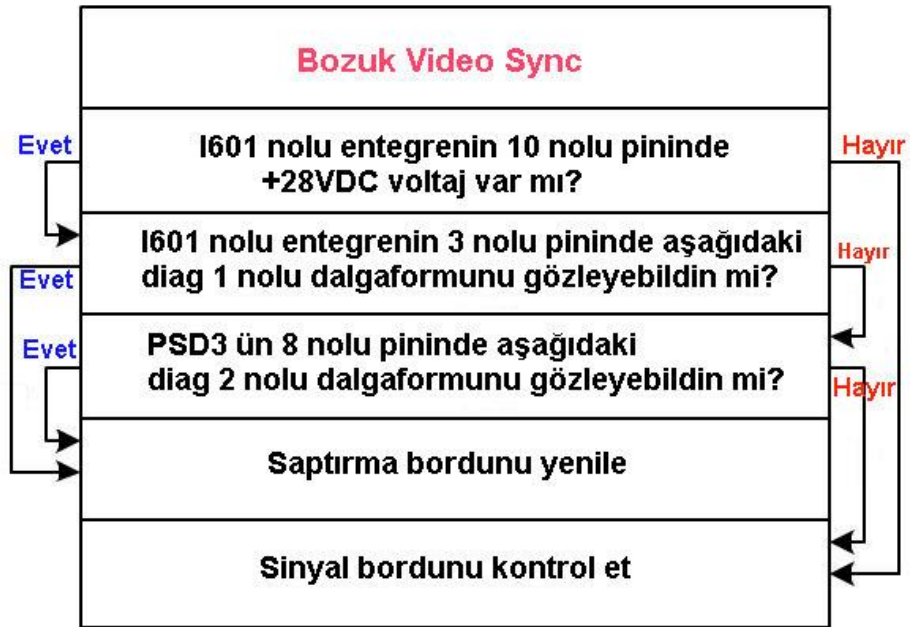 Bozuk Video Sync
Evet
I601 nolu entegrenin 10 nolu pininde
+28VDC voltaj var mı?
Hayır
I601 nolu entegrenin 3 nolu pininde aşağıdaki
diag 1 nolu dalgaformunu gözleyebildin mi?
Evet
Hayır
PSD3 ün 8 nolu pininde aşağıdaki
diag 2 nolu dalgaformunu gözleyebildin mi?
Evet
Hayır
Saptırma bordunu yenile
Sinyal bordunu kontrol et